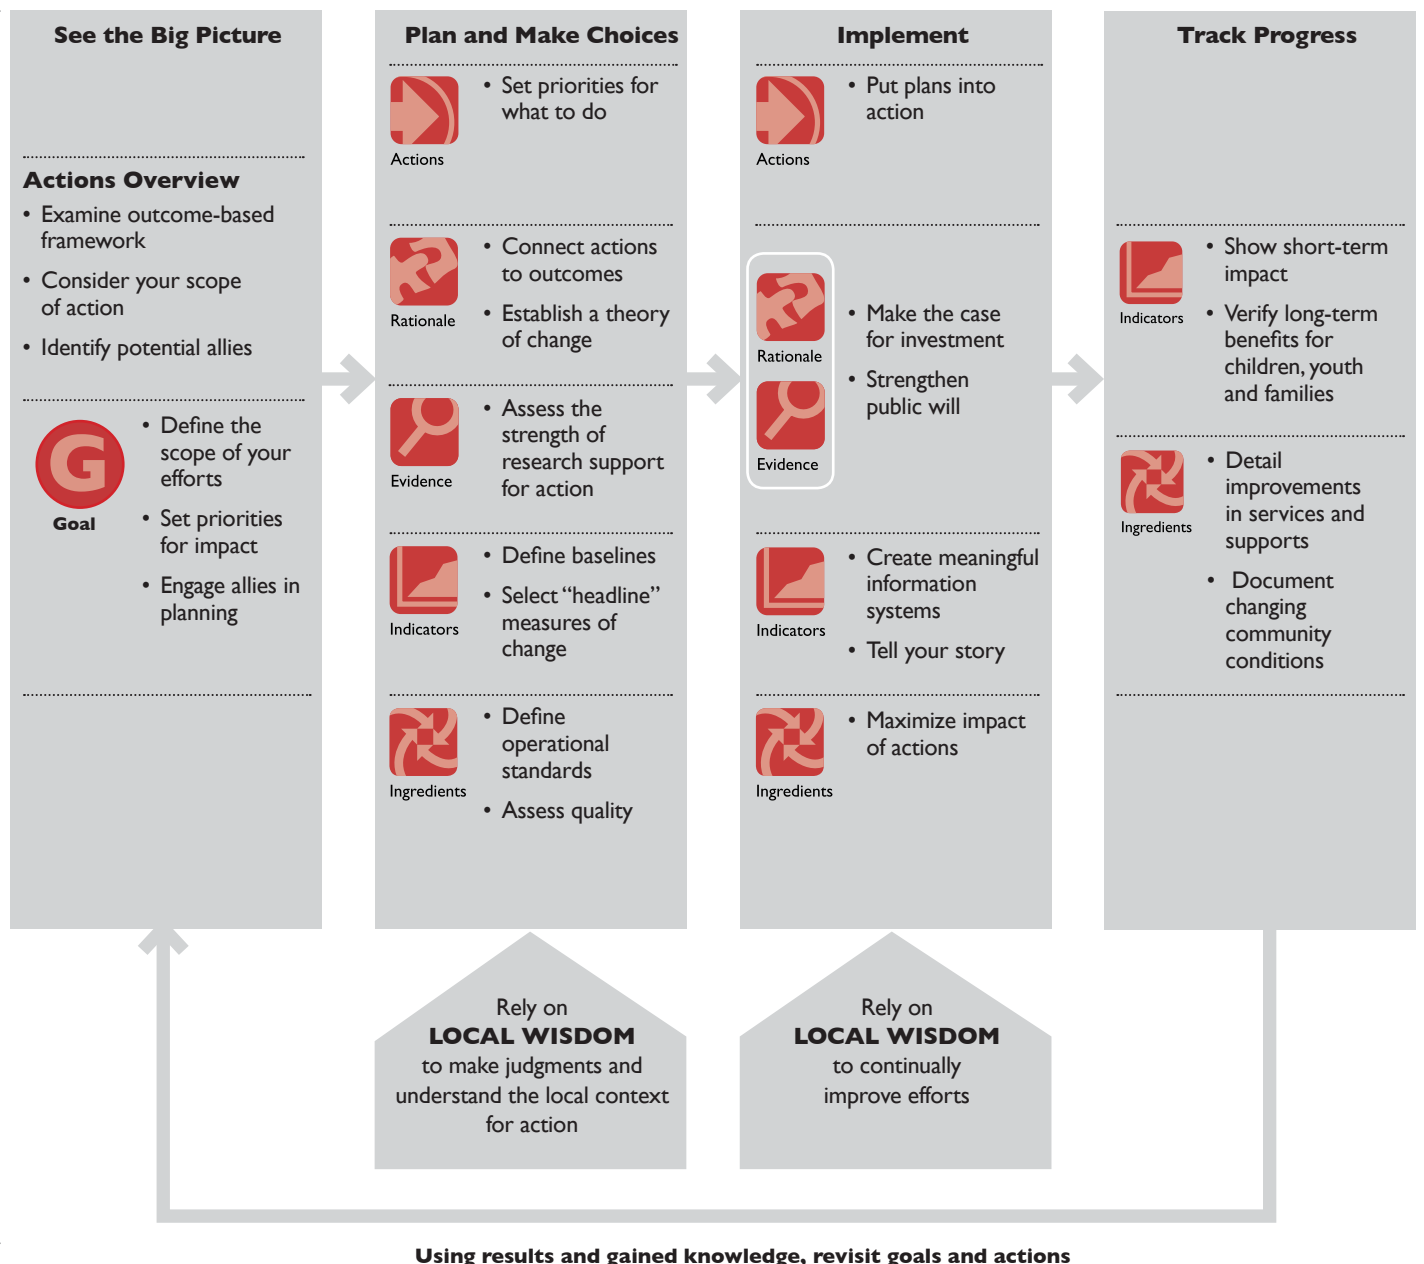 See the Big Picture
Actions Overview
• Examine outcome-based
framework
• Consider your scope
of action
• Identify potential allies
G
Goal
• Define the
scope of your
efforts
• Set priorities
for impact
• Engage allies in
planning
Plan and Make Choices
Actions
• Set priorities for
what to do
Rationale
• Connect actions
to outcomes
• Establish a theory
of change
Evidence
• Assess the
strength of
research support
for action
Indicators
• Define baselines
• Select “headline”
measures of
change
Ingredients
• Define
operational
standards
• Assess quality
Implement
Actions
• Put plans into
action
Rationale
Evidence
• Make the case
for investment
• Strengthen
public will
Indicators
• Create meaningful
information
systems
• Tell your story
Ingredients
• Maximize impact
of actions
Track Progress
Indicators
• Show short-term
impact
• Verify long-term
benefits for
children, youth
and families
Ingredients
• Detail
improvements
in services and
supports
• Document
changing
community
conditions
Rely on
LOCAL WISDOM
to make judgments and
understand the local context
for action
Rely on
LOCAL WISDOM
to continually
improve efforts
Using results and gained knowledge, revisit goals and actions